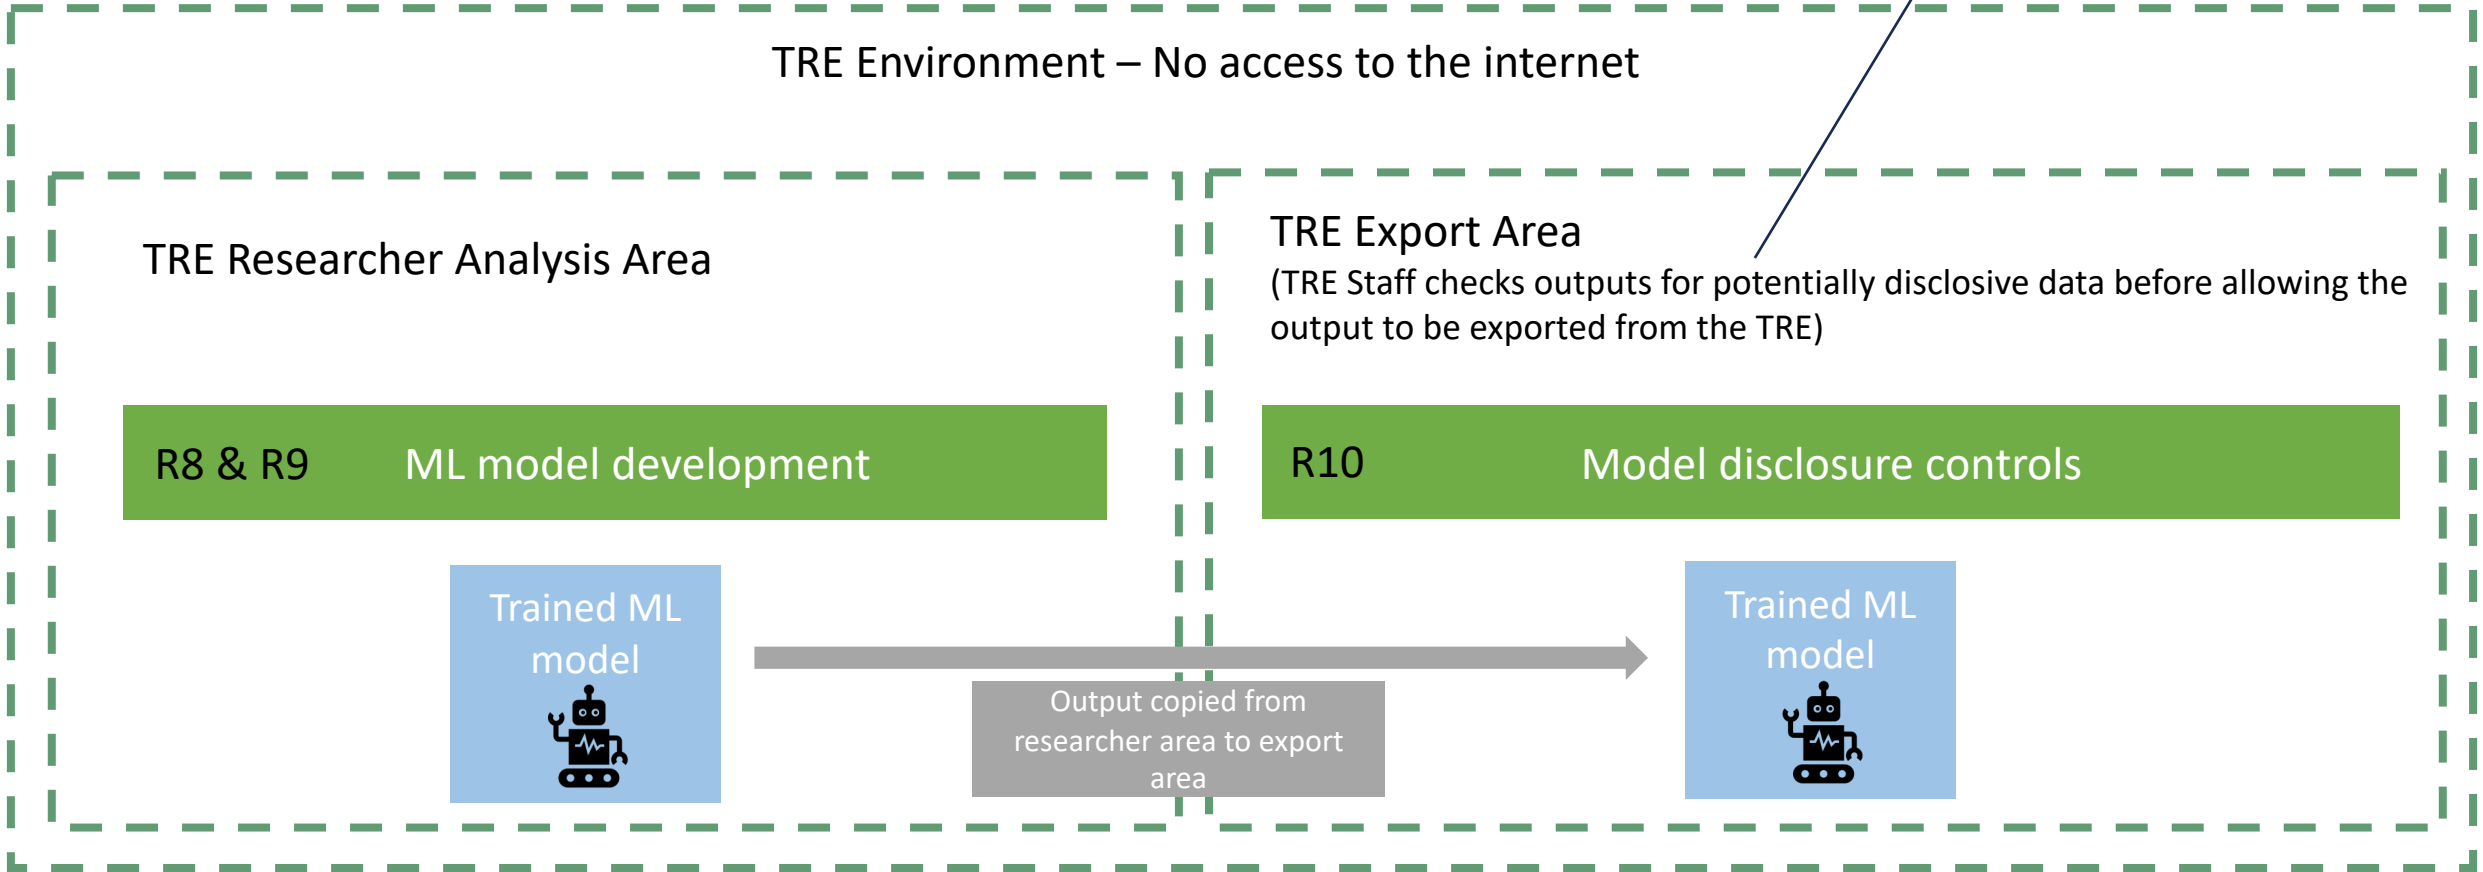 TRE Environment – No access to the internet
TRE Researcher Analysis Area
R8 & R9 ML model development
Trained ML
model
Output copied from
researcher area to export
area
TRE Export Area
(TRE Staff checks outputs for potentially disclosive data before allowing the
output to be exported from the TRE)
R10 Model disclosure controls
Trained ML
model